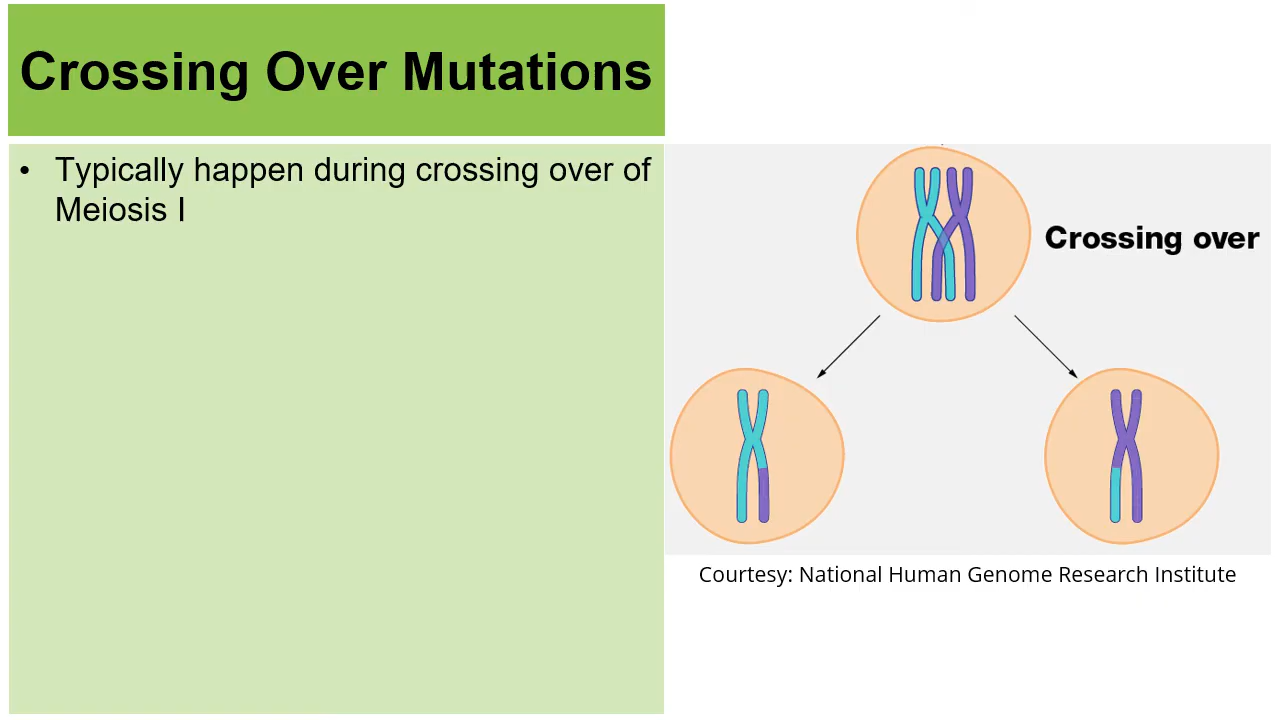 Crossing Over Mutations
• Typically happen during crossing over of
Meiosis I
Crossing over
Courtesy: National Human Genome Research Institute